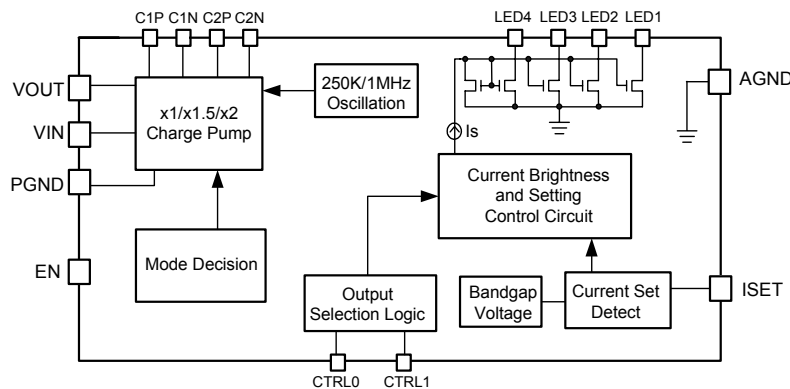 C1P C1N C2P C2N
LED4 LED3 LED2 LED1
VOUT
VIN
PGND
EN
x1/x1.5/x2
Charge Pump
250K/1MHz
Oscillation
AGND
Is
Current Brightness
and Setting
Control Circuit
Mode Decision
Output
Selection Logic
Bandgap
Voltage
Current Set
Detect
ISET
CTRL0 CTRL1